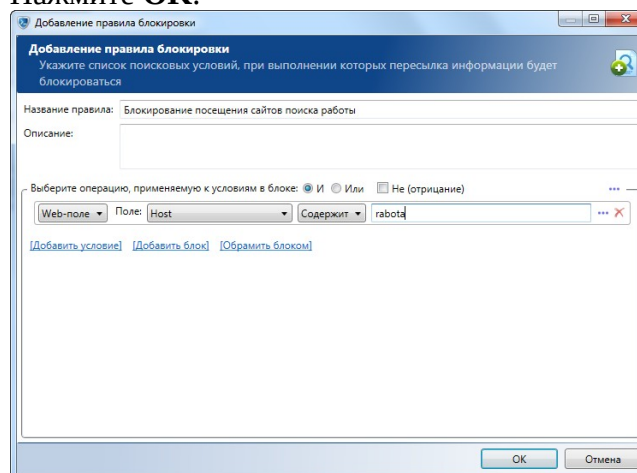 Нажмите ОК.
Добавление правила блокировки
Добавление правила блокировки
Укажите список поисковых условий, при выполнении которых пересылка информации будет
блокироваться
Название правила: Блокирование посещения сайтов поиска работы
Описание:
Выберите операцию, применяемую к условиям в блоке: И Или Не (отрицание)
Web-поле Поле: Host Содержит rabota
[Добавить условие] [Добавить блок] [Обрамить блоком]
ОК Отмена